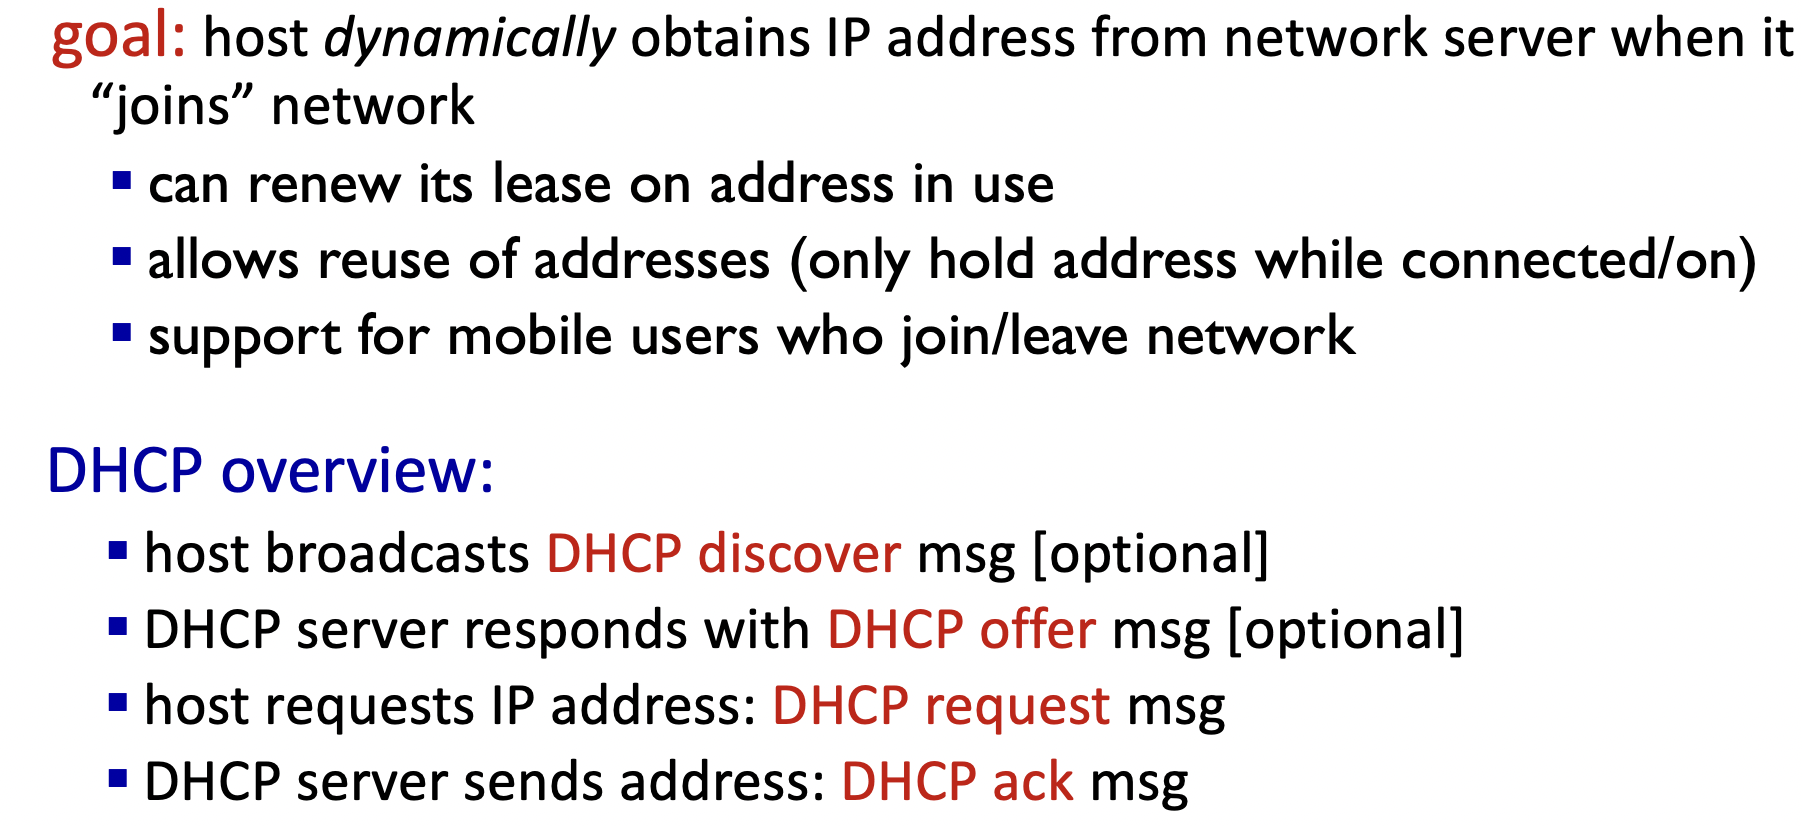 goal: host dynamically obtains IP address from network server when it
“joins” network
▪ can renew its lease on address in use
▪ allows reuse of addresses (only hold address while connected/on)
▪ support for mobile users who join/leave network
DHCP overview:
▪ host broadcasts DHCP discover msg [optional]
▪ DHCP server responds with DHCP offer msg [optional]
▪ host requests IP address: DHCP request msg
▪ DHCP server sends address: DHCP ack msg